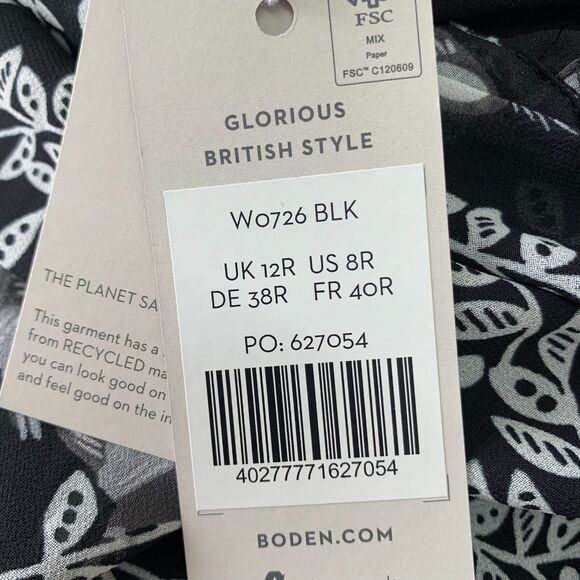 FSC
MIX
Paper
FSC™ C120609
GLORIOUS
BRITISH STYLE
W0726 BLK
UK 12R US 8R
DE 38R FR 40R
PO: 627054
40277771627054
BODEN.COM
THE PLANET SA
This garment has a
from RECYCLED ma
you can look good on
and feel good on the in